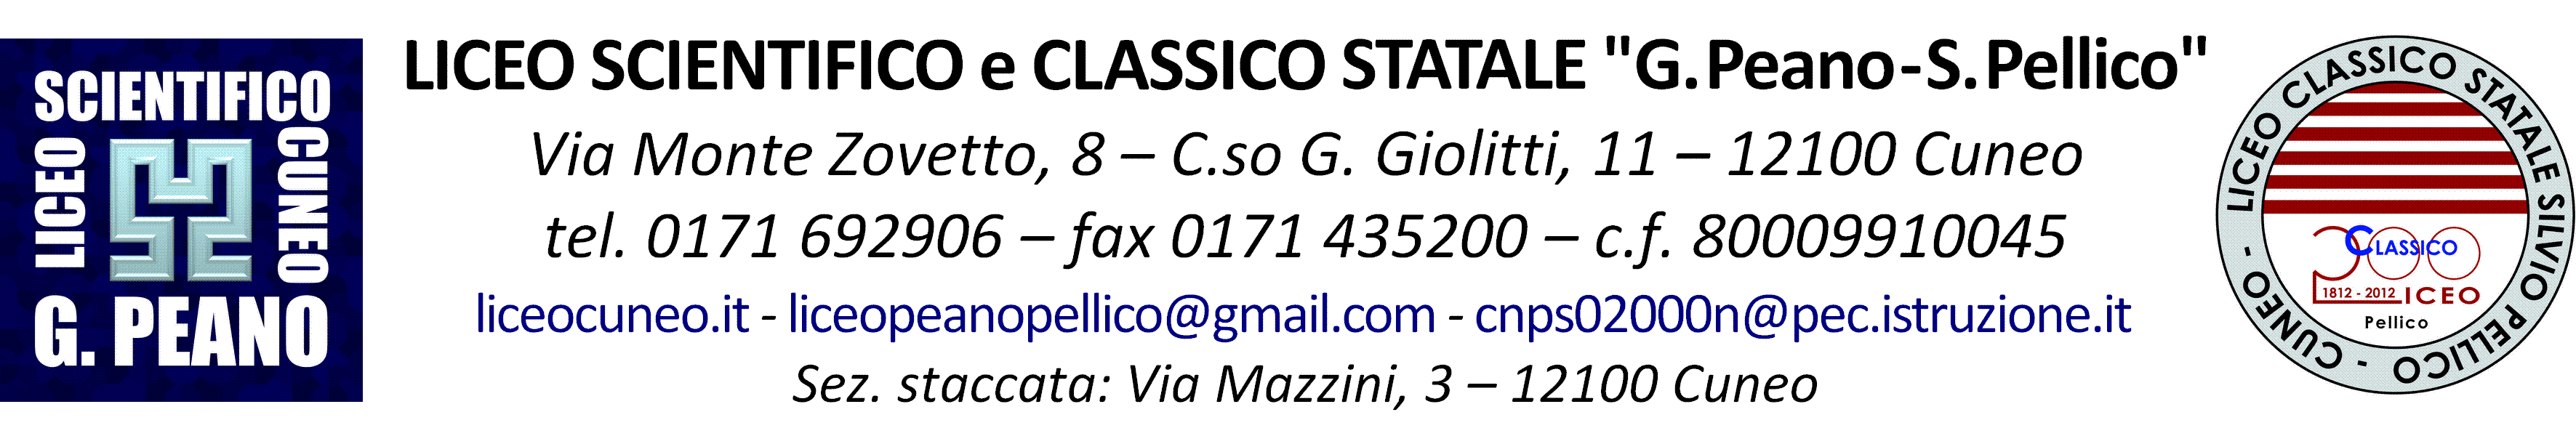 SCIENTIFICO
LICEO
CUNEO
G. PEANO
LICEO SCIENTIFICO e CLASSICO STATALE "G.Peano-S.Pellico"
Via Monte Zovetto, 8 – C.so G. Giolitti, 11 – 12100 Cuneo
tel. 0171 692906 – fax 0171 435200 – c.f. 80009910045
liceocuneo.it - liceopeanopellico@gmail.com - cnps02000n@pec.istruzione.it
Sez. staccata: Via Mazzini, 3 – 12100 Cuneo
LICEO CLASSICO STATALE SILVIO PELLICO - CUNEO -
CLASSICO
1812 - 2012 LICEO
Pellico